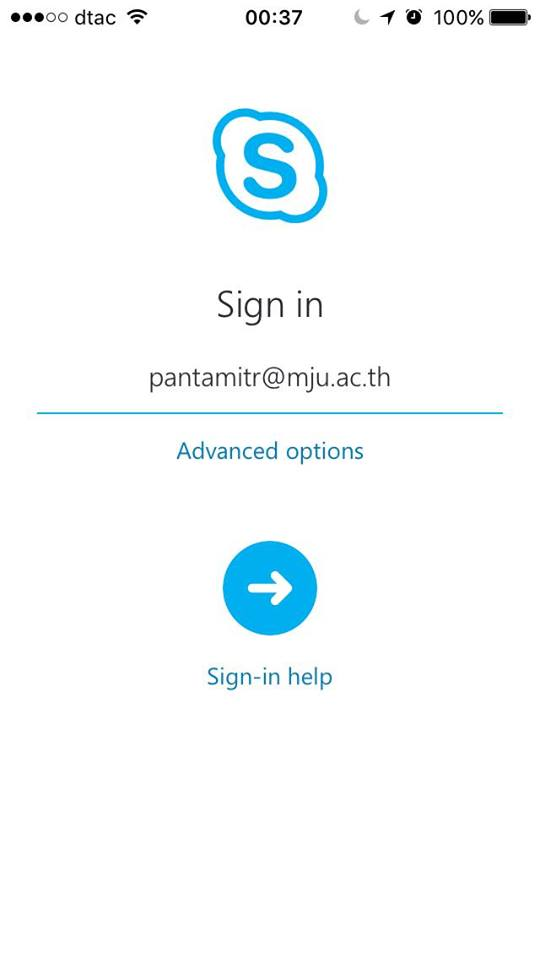 dtac 00:37 100%
S
Sign in
pantamitr@mju.ac.th
Advanced options
Sign-in help